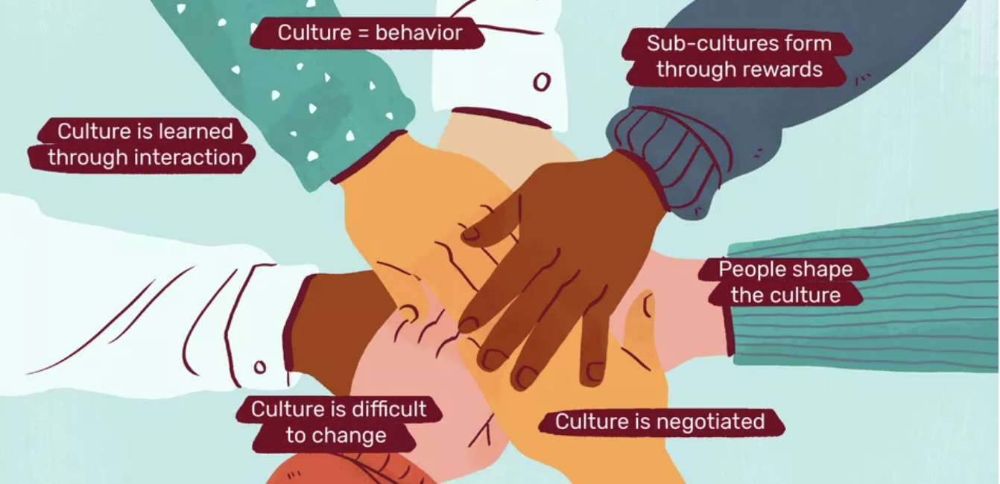 Culture = behavior
Sub-cultures form
through rewards
Culture is learned
through interaction
People shape
the culture
Culture is difficult
to change
Culture is negotiated